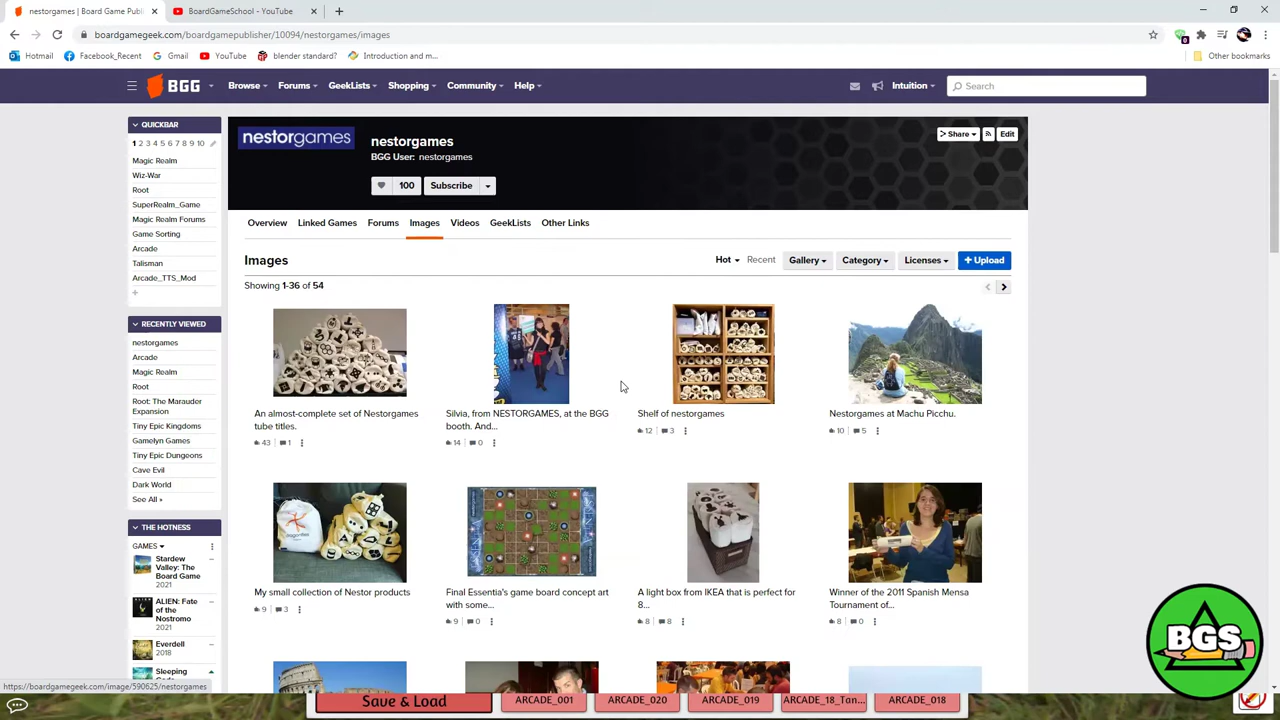 nestorgames | Board Game Publi
BoardGameSchool - YouTube
boardgamegeek.com/boardgamepublisher/10094/nestorgames/images
Hotmail
Facebook_Recent
Gmail
YouTube
blender standard?
Introduction and m...
Other bookmarks
BGG
Browse
Forums
GeekLists
Shopping
Community
Help
Intuition
Search
QUICKBAR
1 2 3 4 5 6 7 8 9 10
Magic Realm
Wiz-War
Root
SuperRealm_Game
Magic Realm Forums
Game Sorting
Arcade
Talisman
Arcade_TTS_Mod
RECENTLY VIEWED
nestorgames
Arcade
Magic Realm
Root
Root: The Marauder
Expansion
Tiny Epic Kingdoms
Gamelyn Games
Tiny Epic Dungeons
Cave Evil
Dark World
See All »
THE HOTNESS
GAMES
Stardew
Valley: The
Board Game
2021
ALIEN: Fate
of the
Nostromo
2021
Everdell
2018
Sleeping
https://boardgamegeek.com/image/590625/nestorgames
nestorgames
nestorgames
BGG User: nestorgames
100
Subscribe
Share
Edit
Overview
Linked Games
Forums
Images
Videos
GeekLists
Other Links
Images
Hot
Recent
Gallery
Category
Licenses
+ Upload
Showing 1-36 of 54
An almost-complete set of Nestorgames
tube titles.
43 1
Silvia, from NESTORGAMES, at the BGG
booth. And...
14 0
Shelf of nestorgames
12 3
Nestorgames at Machu Picchu.
10 5
My small collection of Nestor products
9 3
Final Essentia's game board concept art
with some...
9 0
A light box from IKEA that is perfect for
8...
8 8
Winner of the 2011 Spanish Mensa
Tournament of...
8 0
BGS
Save & Load
ARCADE_001
ARCADE_020
ARCADE_019
ARCADE_18_Tan...
ARCADE_018